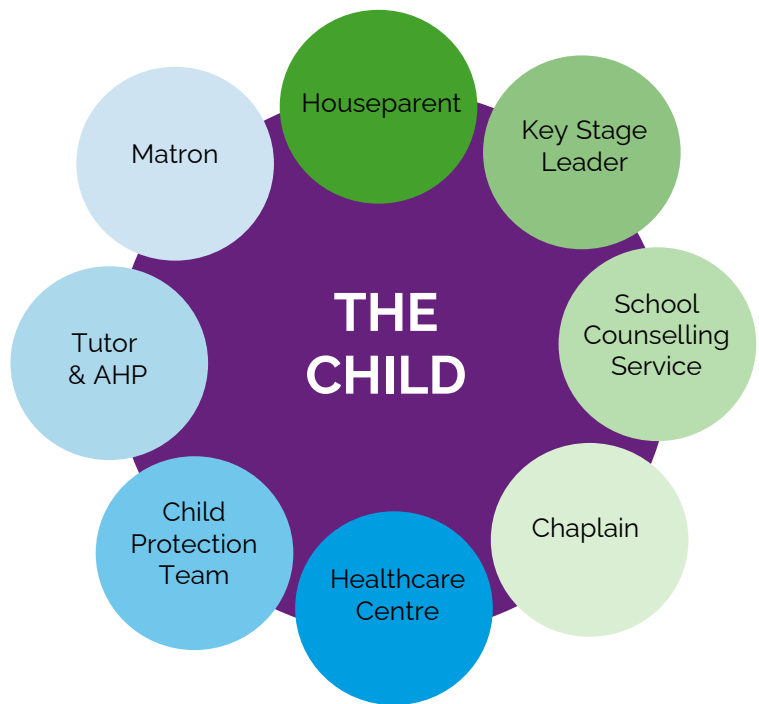 Houseparent
Key Stage
Leader
Matron
School
Counselling
Service
THE
CHILD
Tutor
& AHP
Child
Protection
Team
Chaplain
Healthcare
Centre